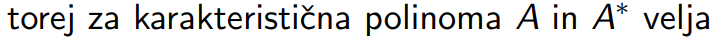 torej za karakteristična polinoma A in A* velja